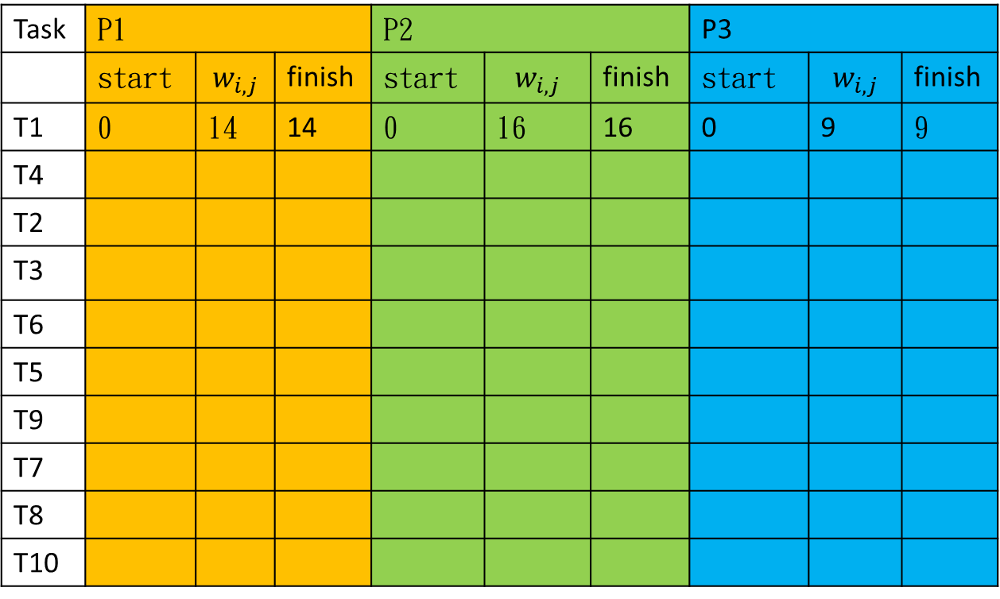 Task P1 P2 P3
start w_{i,j} finish start w_{i,j} finish start w_{i,j} finish
T1 0 14 14 0 16 16 0 9 9
T4
T2
T3
T6
T5
T9
T7
T8
T10